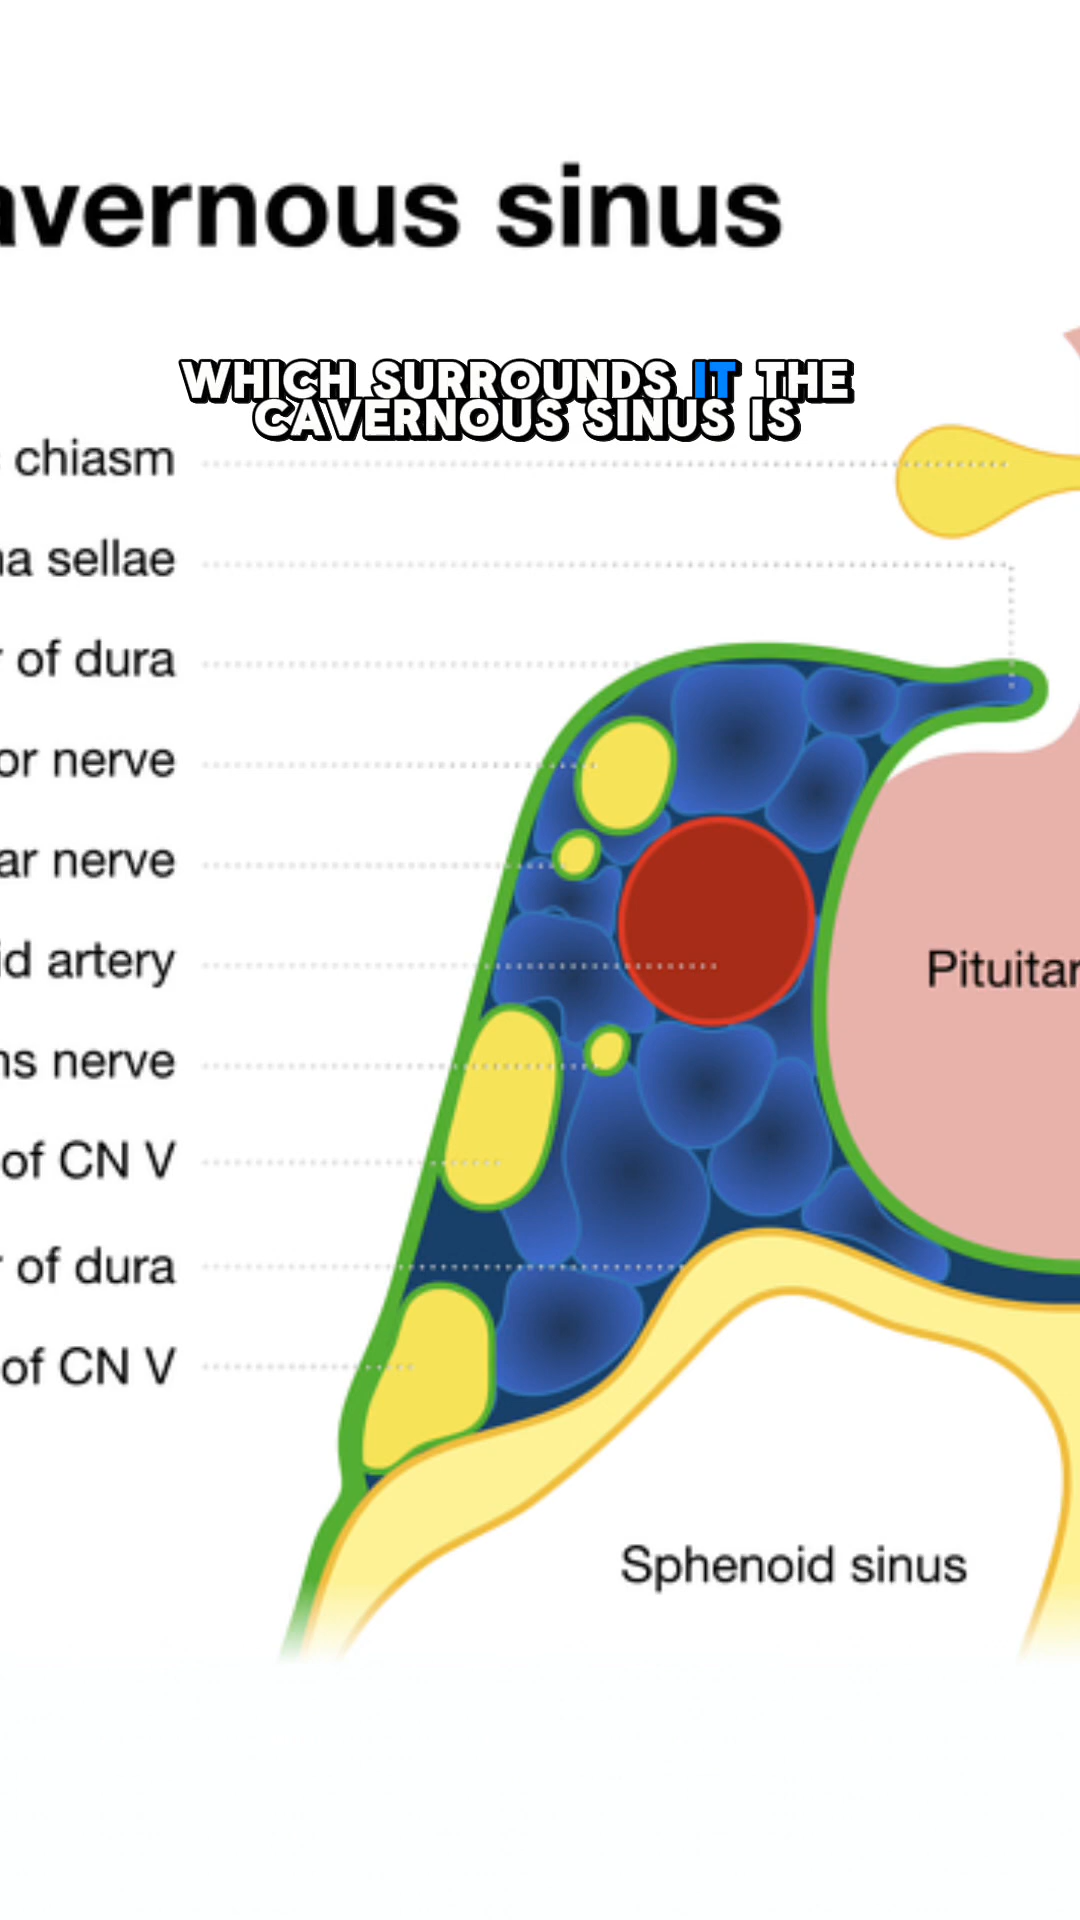 avernous sinus
WHICH SURROUNDS IT THE
CAVERNOUS SINUS IS
chiasm
na sellae
r of dura
or nerve
ar nerve
id artery
ns nerve
of CN V
r of dura
of CN V
Pituitar
Sphenoid sinus